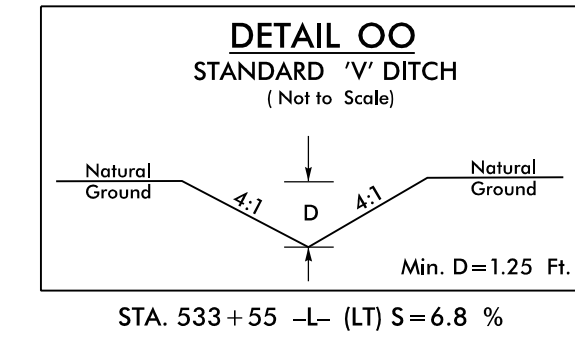 DETAIL OO
STANDARD 'V' DITCH
( Not to Scale)
Natural
Ground
4:1
D
4:1
Natural
Ground
Min. D=1.25 Ft.
STA. 533+55 -L- (LT) S=6.8 %